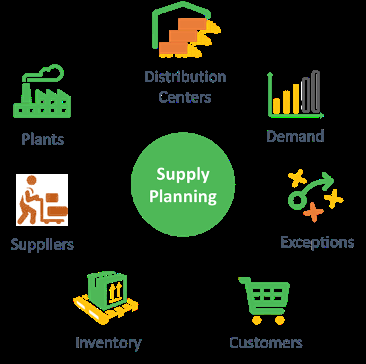 Distribution
Centers
Plants
Demand
Supply
Planning
Suppliers
Exceptions
Inventory
Customers